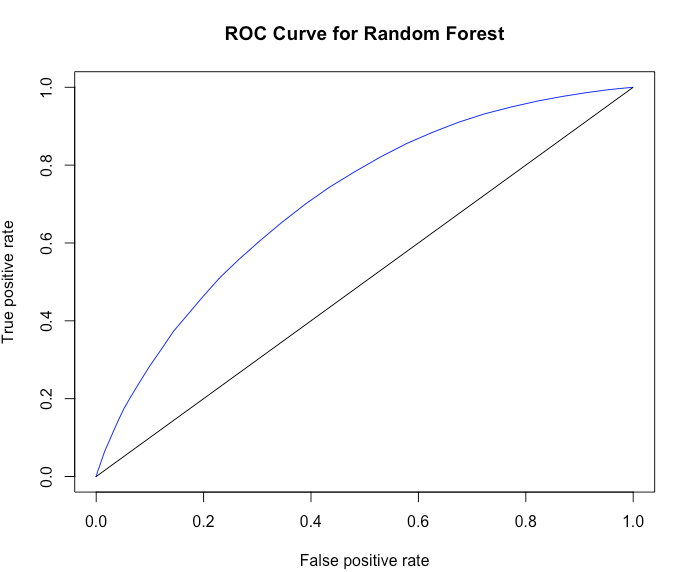 ROC Curve for Random Forest
True positive rate
1.0
0.8
0.6
0.4
0.2
0.0
0.0 0.2 0.4 0.6 0.8 1.0
False positive rate